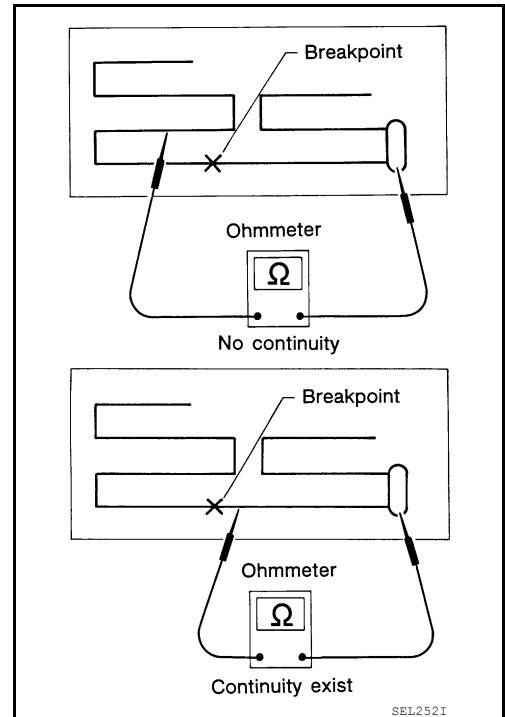 Breakpoint
Ohmmeter
Ω
No continuity
Breakpoint
Ohmmeter
Ω
Continuity exist
SEL252I